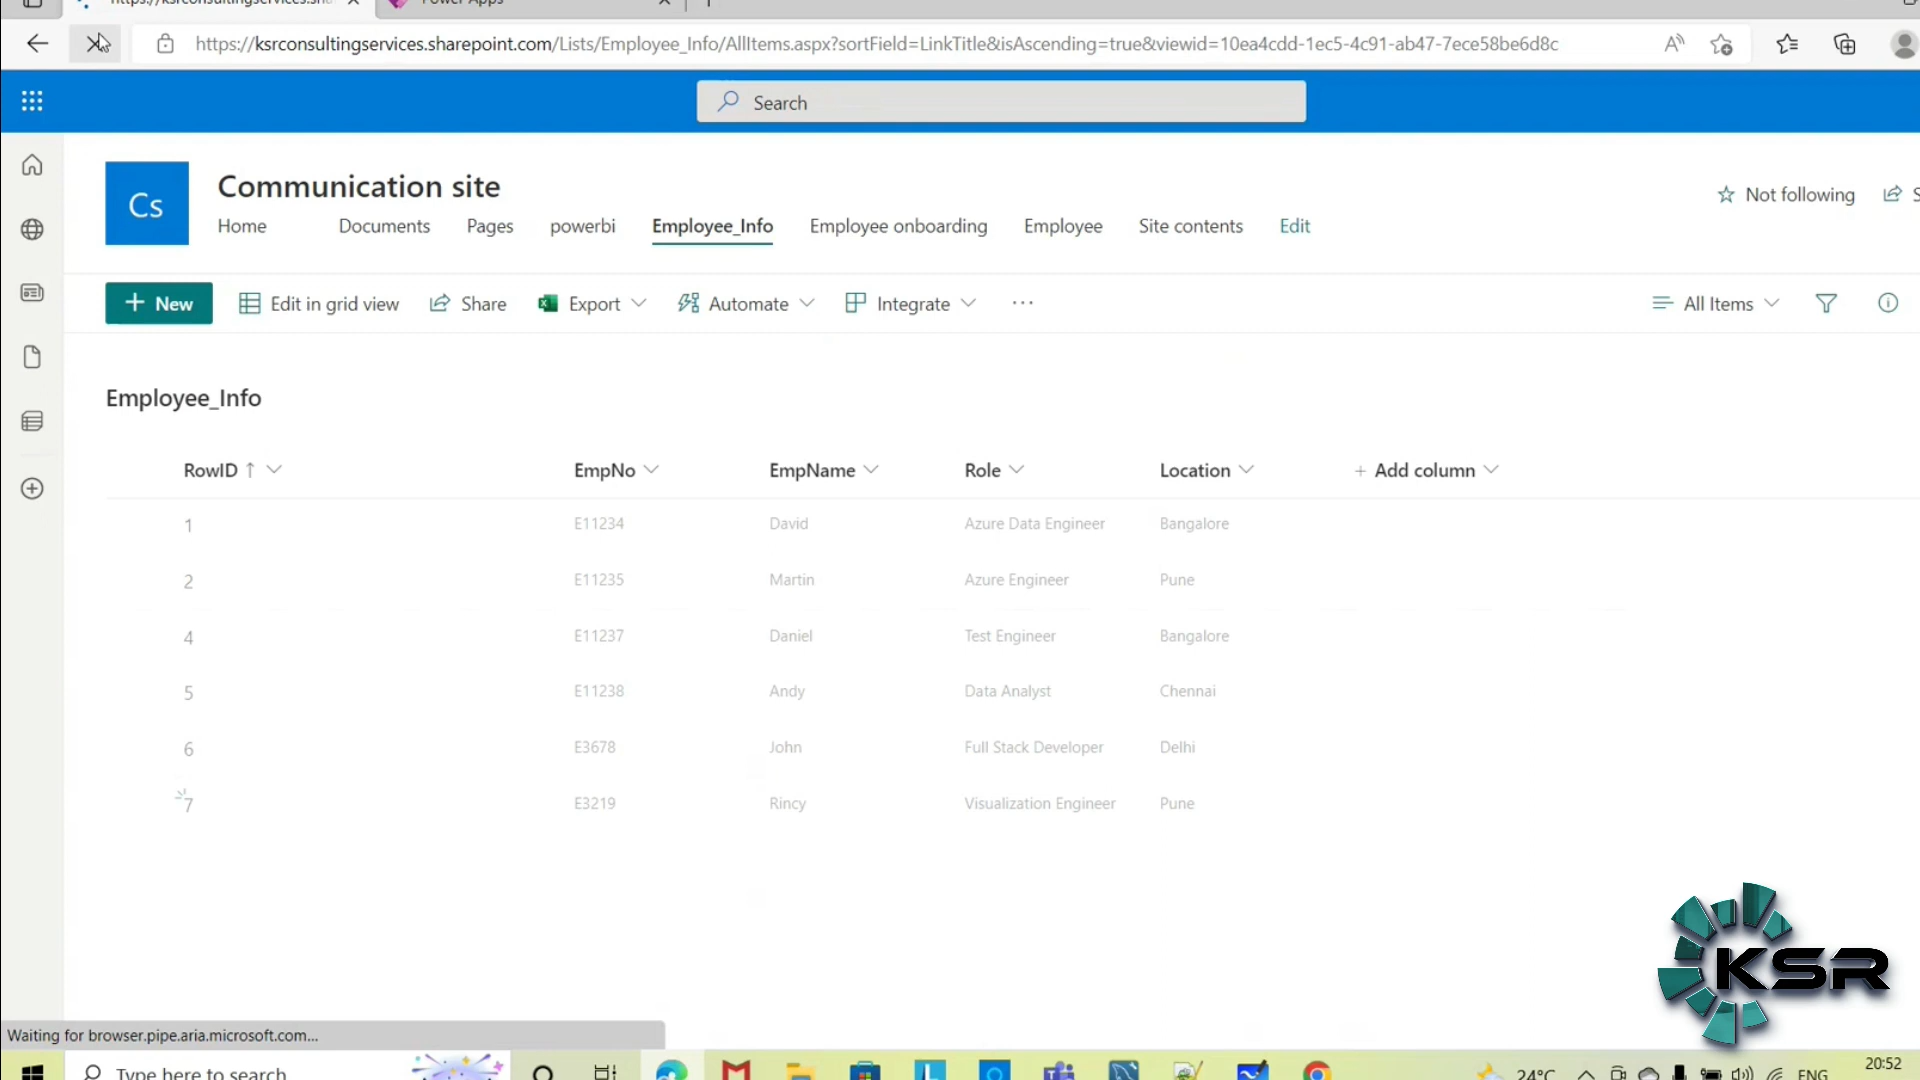 Power Apps
https://ksrconsultingservices.sharepoint.com/Lists/Employee_Info/AllItems.aspx?sortField=LinkTitle&isAscending=true&viewid=10ea4cdd-1ec5-4c91-ab47-7ece58be6d8c
Search
Cs
Communication site
Not following
Home Documents Pages powerbi Employee_Info Employee onboarding Employee Site contents Edit
+ New Edit in grid view Share Export Automate Integrate ... All Items
Employee_Info
RowID EmpNo EmpName Role Location + Add column
1 E11234 David Azure Data Engineer Bangalore
2 E11235 Martin Azure Engineer Pune
4 E11237 Daniel Test Engineer Bangalore
5 E11238 Andy Data Analyst Chennai
6 E3678 John Full Stack Developer Delhi
7 E3219 Rincy Visualization Engineer Pune
KSR
Waiting for browser.pipe.aria.microsoft.com...
Type here to search
24°C ENG 20:52